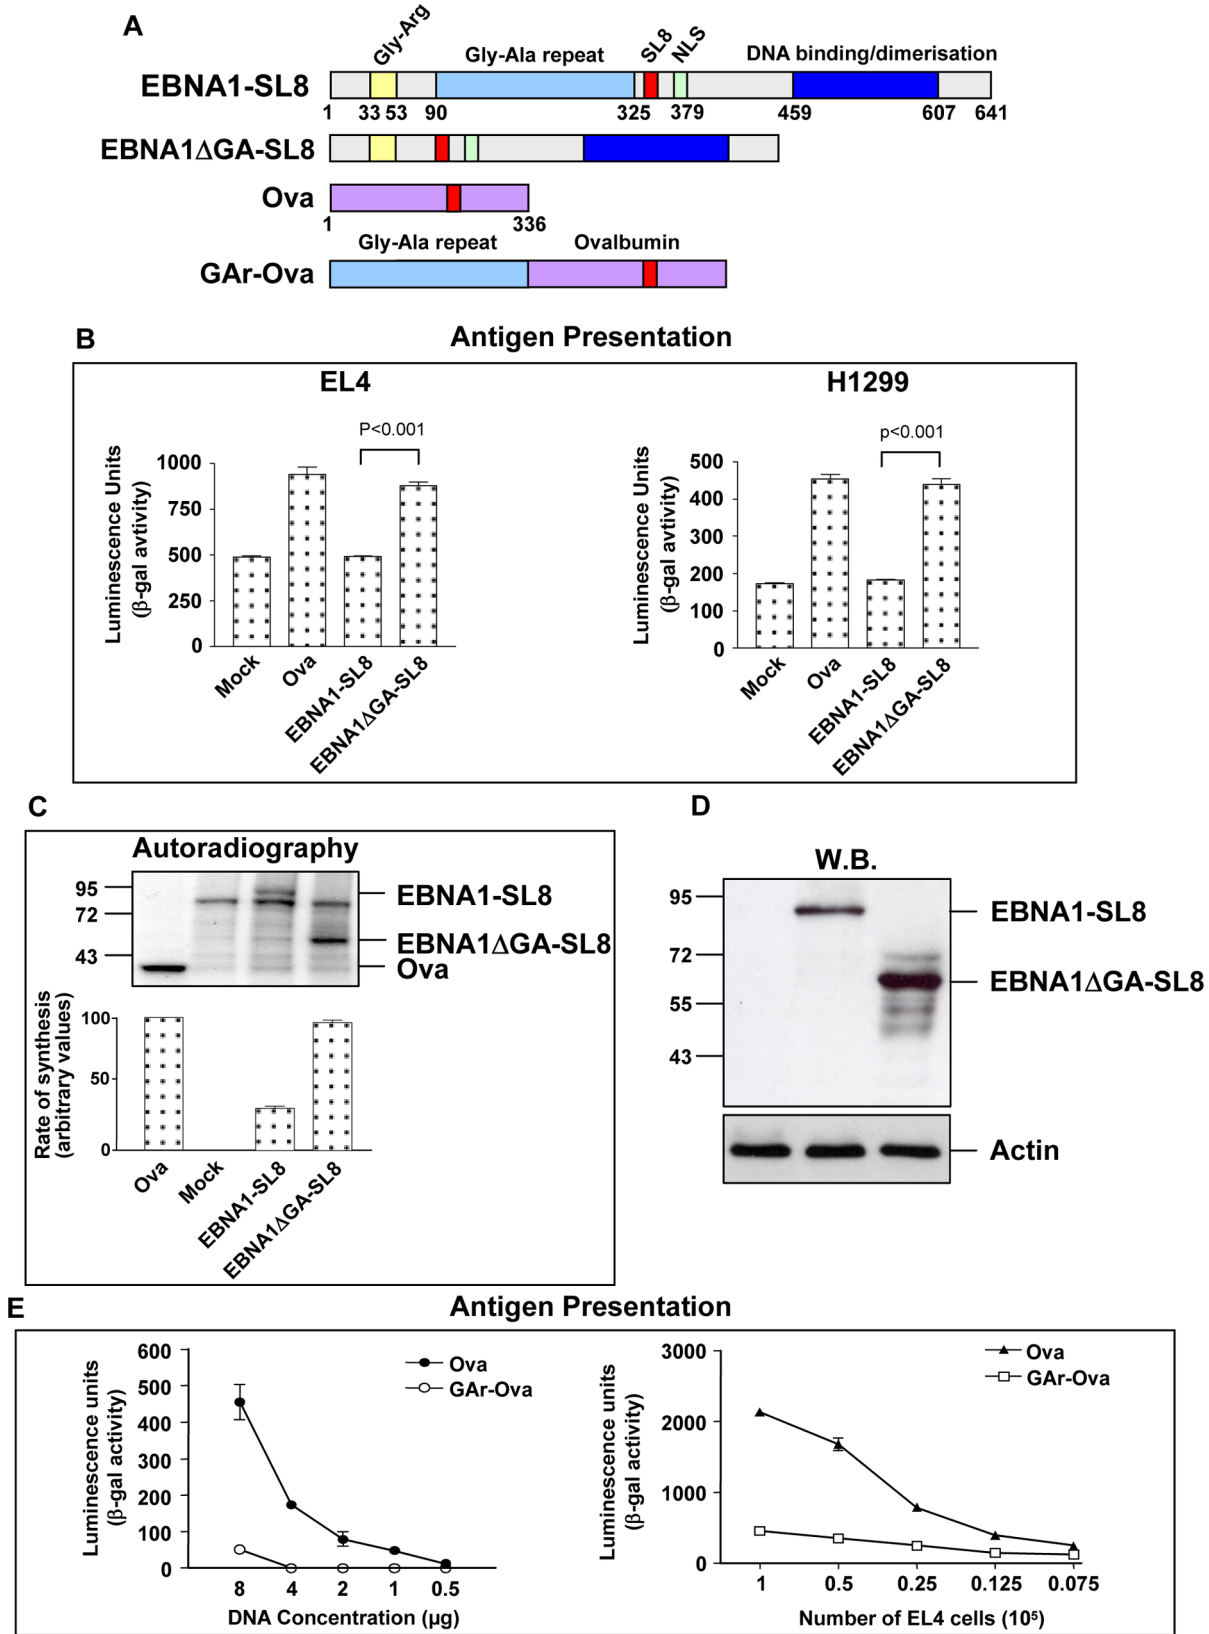 A
Gly-Arg
Gly-Ala repeat
SL8
NLS
DNA binding/dimerisation
EBNA1-SL8
1 33 53 90 325 379 459 607 641
EBNA1ΔGA-SL8
Ova
1 336
Gly-Ala repeat Ovalbumin
GAr-Ova
B
Antigen Presentation
EL4
P<0.001
Luminescence Units
(β-gal avtivity)
1000
750
500
250
0
Mock
Ova
EBNA1-SL8
EBNA1ΔGA-SL8
H1299
p<0.001
Luminescence Units
(β-gal avtivity)
500
400
300
200
100
0
Mock
Ova
EBNA1-SL8
EBNA1ΔGA-SL8
C
Autoradiography
95
72
43
EBNA1-SL8
EBNA1ΔGA-SL8
Ova
Rate of synthesis
(arbitrary values)
100
50
0
Ova
Mock
EBNA1-SL8
EBNA1ΔGA-SL8
D
W.B.
95
72
55
43
EBNA1-SL8
EBNA1ΔGA-SL8
Actin
E
Antigen Presentation
Luminescence units
(β-gal activity)
600
500
400
300
200
100
0
Ova
GAr-Ova
8 4 2 1 0.5
DNA Concentration (μg)
Luminescence units
(β-gal activity)
3000
2000
1000
0
Ova
GAr-Ova
1 0.5 0.25 0.125 0.075
Number of EL4 cells (10⁵)